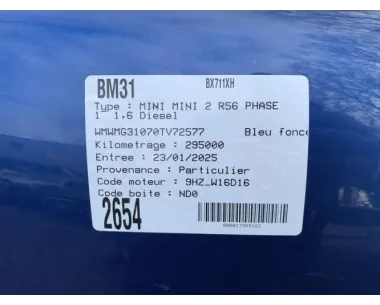 BM31 BX711XH
Type : MINI MINI 2 R56 PHASE
1 1,6 Diesel
WMWMG31070TV72577 Bleu fonce
Kilometrage : 295000
Entree : 23/01/2025
Provenance : Particulier
Code moteur : 9HZ_W16D16
Code boite : ND0
2654